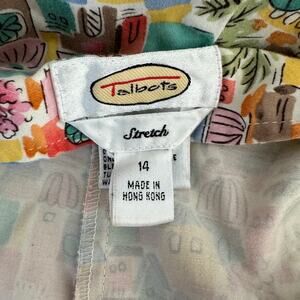 Talbots
Stretch
14
MADE IN
HONG KONG